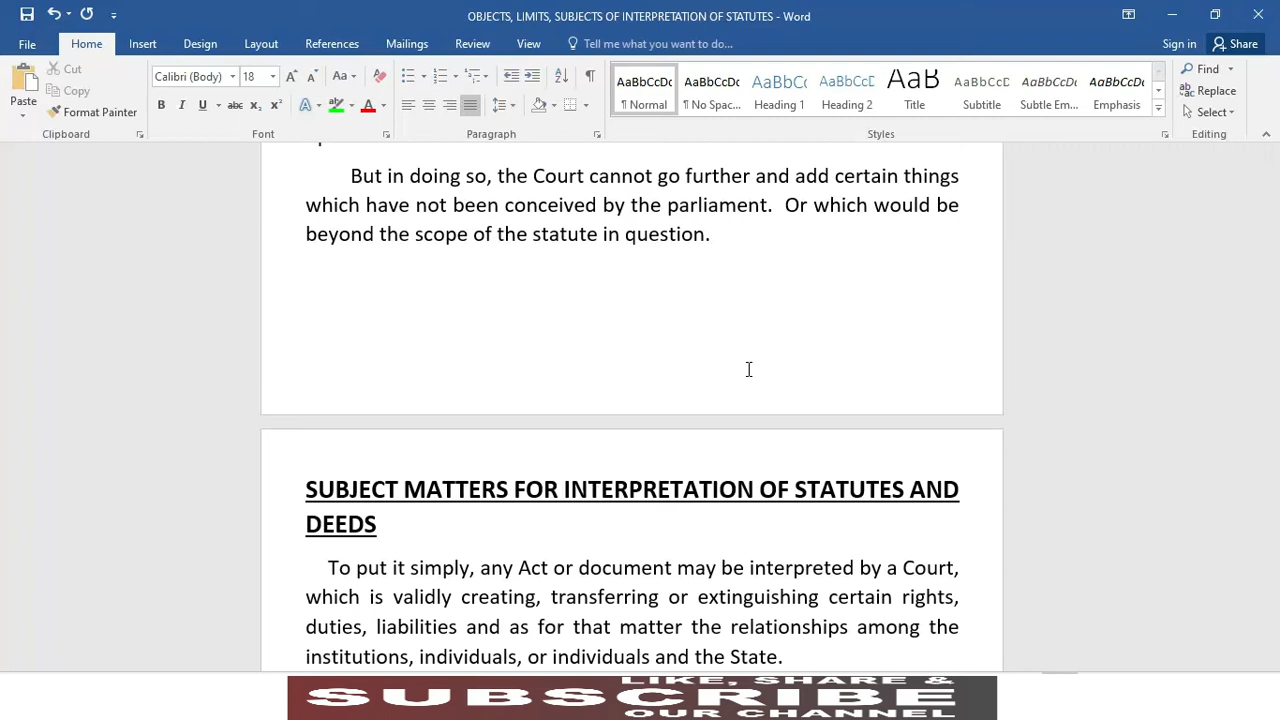 OBJECTS, LIMITS, SUBJECTS OF INTERPRETATION OF STATUTES - Word
File Home Insert Design Layout References Mailings Review View Tell me what you want to do... Sign in Share
Paste Cut Copy Format Painter
Calibri (Body) 18
AaBbCcDc AaBbCcDc AaBbCc AaBbCcD AaB AaBbCcD AaBbCcDc AaBbCcDc
¶ Normal ¶ No Spac... Heading 1 Heading 2 Title Subtitle Subtle Em... Emphasis
Find Replace Select
Clipboard Font Paragraph Styles Editing
But in doing so, the Court cannot go further and add certain things
which have not been conceived by the parliament. Or which would be
beyond the scope of the statute in question.
SUBJECT MATTERS FOR INTERPRETATION OF STATUTES AND
DEEDS
To put it simply, any Act or document may be interpreted by a Court,
which is validly creating, transferring or extinguishing certain rights,
duties, liabilities and as for that matter the relationships among the
institutions, individuals, or individuals and the State.
LIKE, SHARE &
SUBSCRIBE
OUR CHANNEL